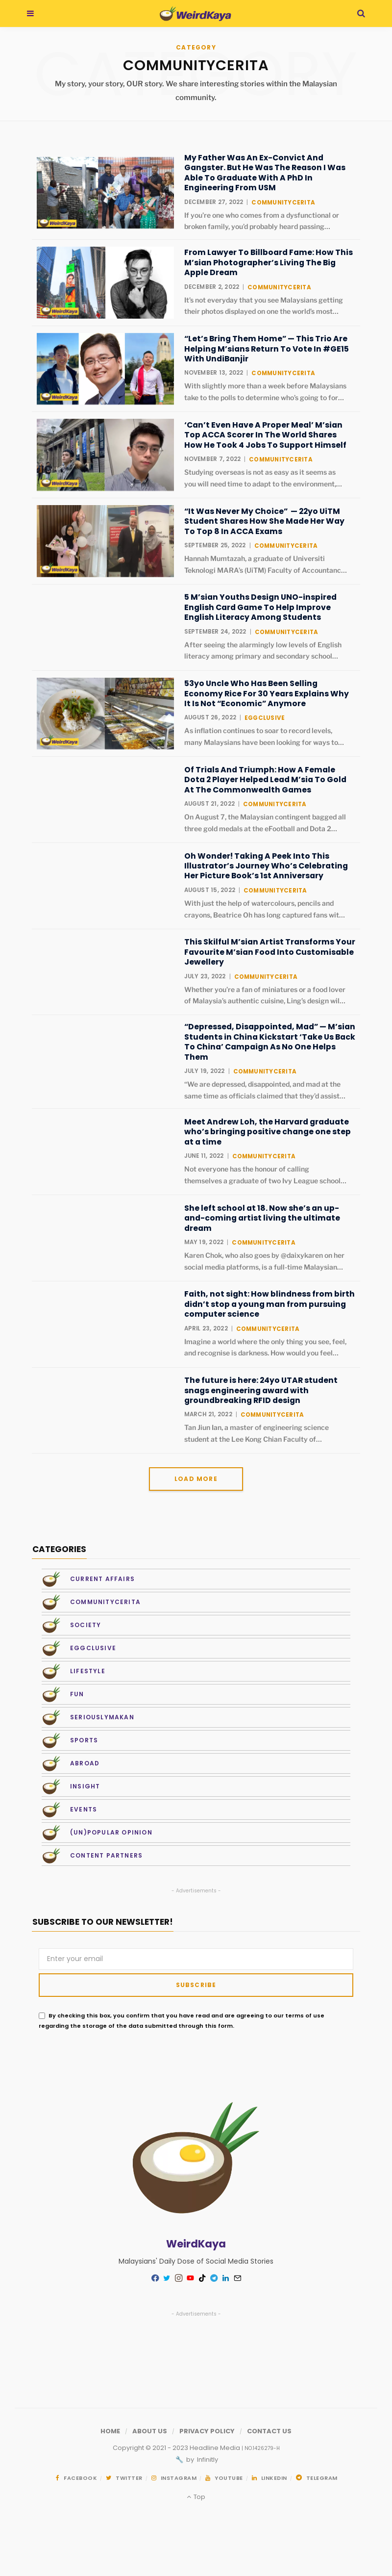 WeirdKaya
CATEGORY
COMMUNITYCERITA
My story, your story, OUR story. We share interesting stories within the Malaysian
community.
My Father Was An Ex-Convict And
Gangster. But He Was The Reason I Was
Able To Graduate With A PhD In
Engineering From USM
DECEMBER 27, 2022 | COMMUNITYCERITA
If you're one who comes from a dysfunctional or
broken family, you'd probably heard passing…
WeirdKaya
From Lawyer To Billboard Fame: How This
M'sian Photographer's Living The Big
Apple Dream
DECEMBER 2, 2022 | COMMUNITYCERITA
It's not everyday that you see Malaysians getting
their photos displayed on one the world's most…
WeirdKaya
“Let's Bring Them Home” — This Trio Are
Helping M'sians Return To Vote In #GE15
With UndiBanjir
NOVEMBER 13, 2022 | COMMUNITYCERITA
With slightly more than a week before Malaysians
take to the polls to determine who's going to for…
WeirdKaya
‘Can't Even Have A Proper Meal’ M'sian
Top ACCA Scorer In The World Shares
How He Took 4 Jobs To Support Himself
NOVEMBER 7, 2022 | COMMUNITYCERITA
Studying overseas is not as easy as it seems as
you will need time to adapt to the environment,…
WeirdKaya
“It Was Never My Choice” — 22yo UiTM
Student Shares How She Made Her Way
To Top 8 In ACCA Exams
SEPTEMBER 25, 2022 | COMMUNITYCERITA
Hannah Mumtazah, a graduate of Universiti
Teknologi MARA's (UiTM) Faculty of Accountanc…
WeirdKaya
5 M'sian Youths Design UNO-inspired
English Card Game To Help Improve
English Literacy Among Students
SEPTEMBER 24, 2022 | COMMUNITYCERITA
After seeing the alarmingly low levels of English
literacy among primary and secondary school…
53yo Uncle Who Has Been Selling
Economy Rice For 30 Years Explains Why
It Is Not “Economic” Anymore
AUGUST 26, 2022 | EGGCLUSIVE
As inflation continues to soar to record levels,
many Malaysians have been looking for ways to…
WeirdKaya
Of Trials And Triumph: How A Female
Dota 2 Player Helped Lead M'sia To Gold
At The Commonwealth Games
AUGUST 21, 2022 | COMMUNITYCERITA
On August 7, the Malaysian contingent bagged all
three gold medals at the eFootball and Dota 2…
Oh Wonder! Taking A Peek Into This
Illustrator's Journey Who's Celebrating
Her Picture Book's 1st Anniversary
AUGUST 15, 2022 | COMMUNITYCERITA
With just the help of watercolours, pencils and
crayons, Beatrice Oh has long captured fans wit…
This Skilful M'sian Artist Transforms Your
Favourite M'sian Food Into Customisable
Jewellery
JULY 23, 2022 | COMMUNITYCERITA
Whether you're a fan of miniatures or a food lover
of Malaysia's authentic cuisine, Ling's design wil…
“Depressed, Disappointed, Mad” — M'sian
Students in China Kickstart ‘Take Us Back
To China’ Campaign As No One Helps
Them
JULY 19, 2022 | COMMUNITYCERITA
“We are depressed, disappointed, and mad at the
same time as officials claimed that they'd assist…
Meet Andrew Loh, the Harvard graduate
who's bringing positive change one step
at a time
JUNE 11, 2022 | COMMUNITYCERITA
Not everyone has the honour of calling
themselves a graduate of two Ivy League school…
She left school at 18. Now she's an up-
and-coming artist living the ultimate
dream
MAY 19, 2022 | COMMUNITYCERITA
Karen Chok, who also goes by @daixykaren on her
social media platforms, is a full-time Malaysian…
Faith, not sight: How blindness from birth
didn't stop a young man from pursuing
computer science
APRIL 23, 2022 | COMMUNITYCERITA
Imagine a world where the only thing you see, feel,
and recognise is darkness. How would you feel…
The future is here: 24yo UTAR student
snags engineering award with
groundbreaking RFID design
MARCH 21, 2022 | COMMUNITYCERITA
Tan Jiun Ian, a master of engineering science
student at the Lee Kong Chian Faculty of…
LOAD MORE
CATEGORIES
CURRENT AFFAIRS
COMMUNITYCERITA
SOCIETY
EGGCLUSIVE
LIFESTYLE
FUN
SERIOUSLYMAKAN
SPORTS
ABROAD
INSIGHT
EVENTS
(UN)POPULAR OPINION
CONTENT PARTNERS
- Advertisements -
SUBSCRIBE TO OUR NEWSLETTER!
Enter your email
SUBSCRIBE
By checking this box, you confirm that you have read and are agreeing to our terms of use
regarding the storage of the data submitted through this form.
WeirdKaya
Malaysians' Daily Dose of Social Media Stories
- Advertisements -
HOME / ABOUT US / PRIVACY POLICY / CONTACT US
Copyright © 2021 - 2023 Headline Media | NO.1426279-H
🔧 by Infinitly
FACEBOOK TWITTER INSTAGRAM YOUTUBE LINKEDIN TELEGRAM
Top